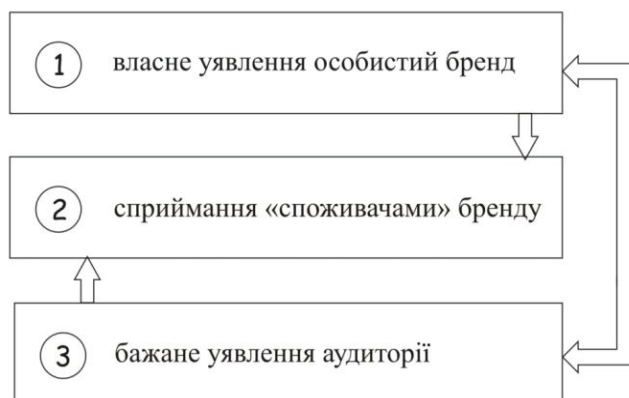 1 власне уявлення особистий бренд
2 сприймання «споживачами» бренду
3 бажане уявлення аудиторії